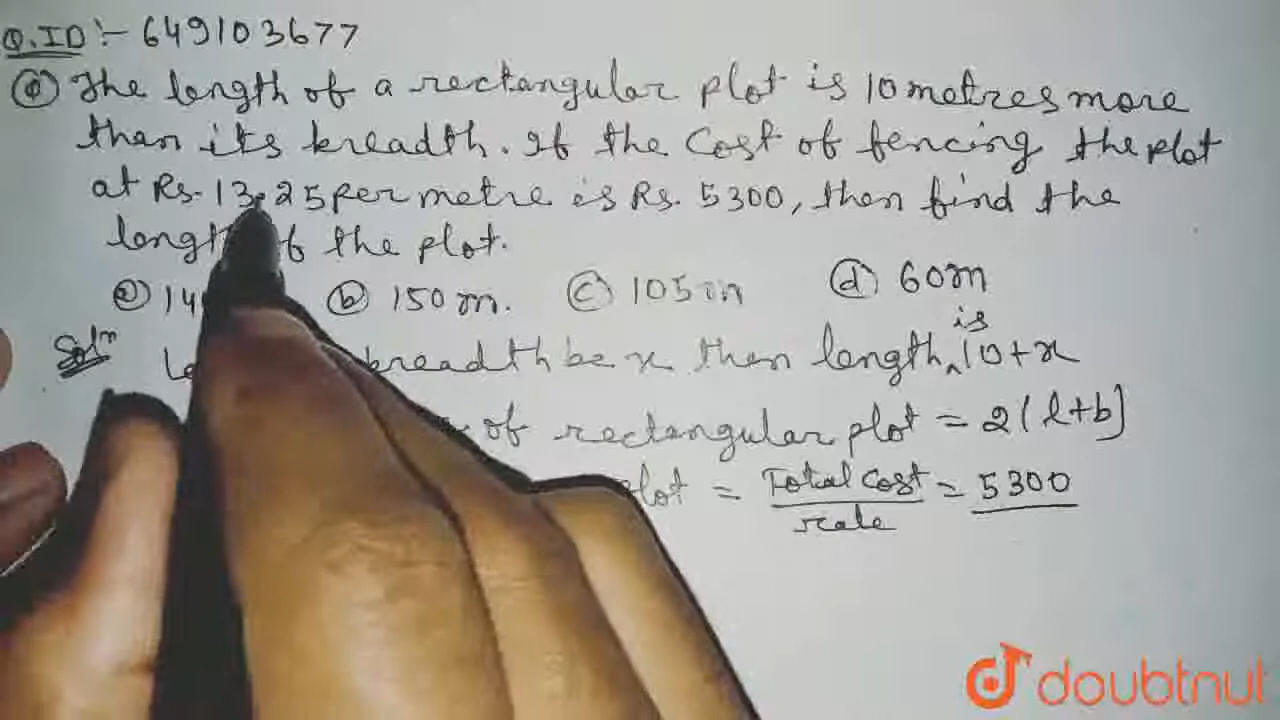 Q.ID:- 649103677
Q The length of a rectangular plot is 10 metres more
than its breadth. If the cost of fencing the plot
at Rs. 13.25 per metre is Rs. 5300, then find the
length of the plot.
a 14 b 150 m. c 105 m d 60m
Solⁿ breadth be x then length is 10+x
of rectangular plot = 2(l+b)
plot = Total cost/rate = 5300
doubtnut